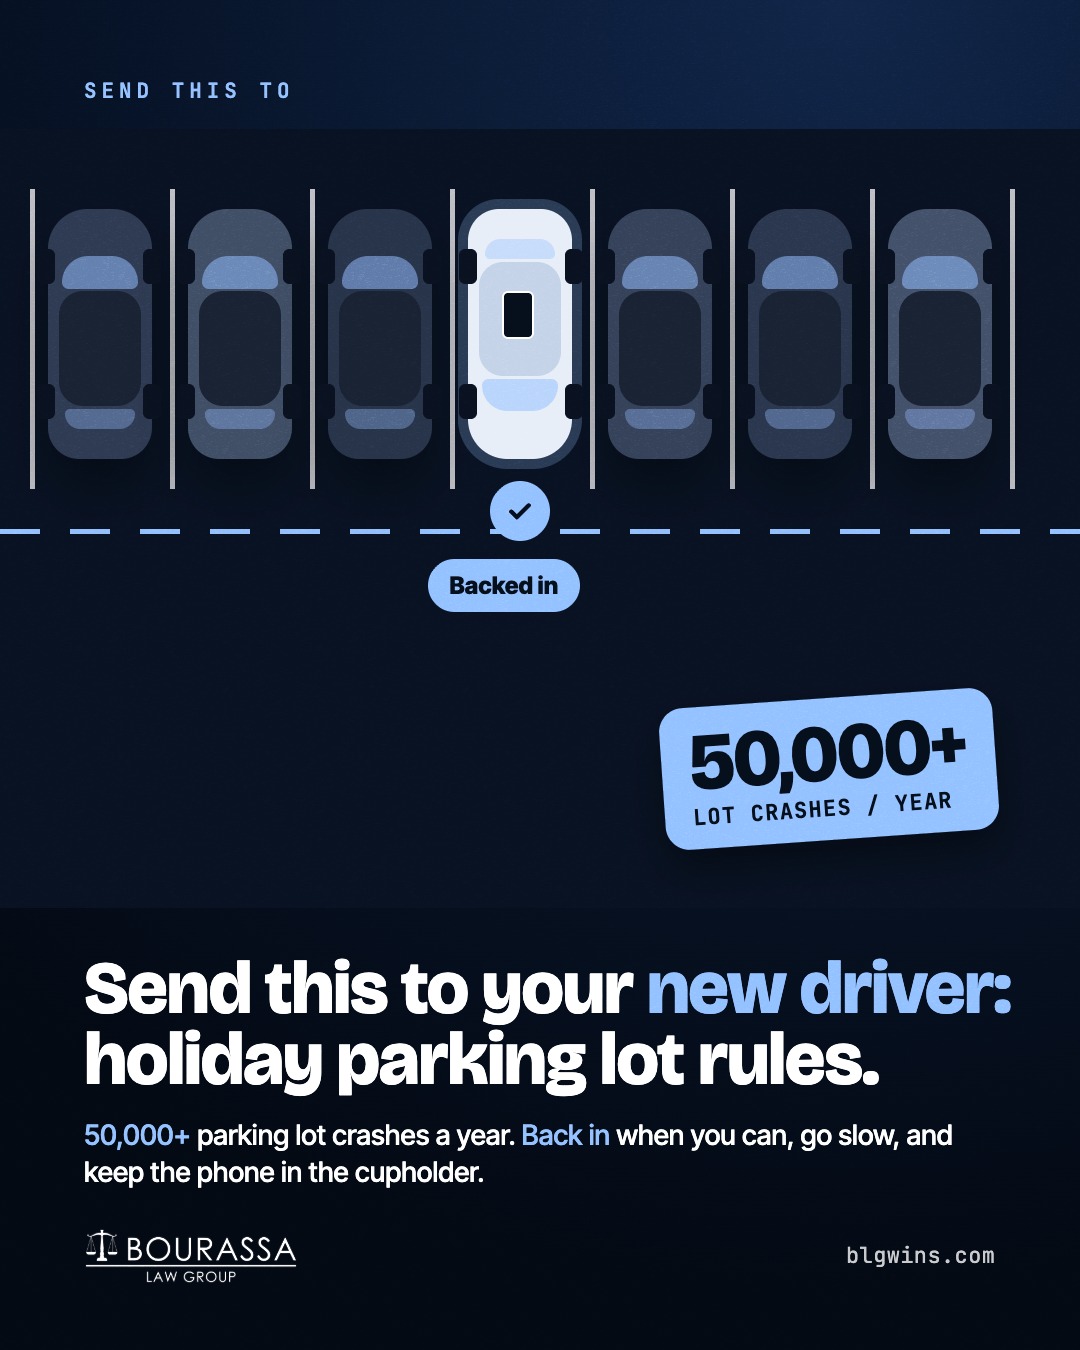 SEND THIS TO
Backed in
50,000+
LOT CRASHES / YEAR
Send this to your new driver:
holiday parking lot rules.
50,000+ parking lot crashes a year. Back in when you can, go slow, and
keep the phone in the cupholder.
BOURASSA
LAW GROUP
blgwins.com